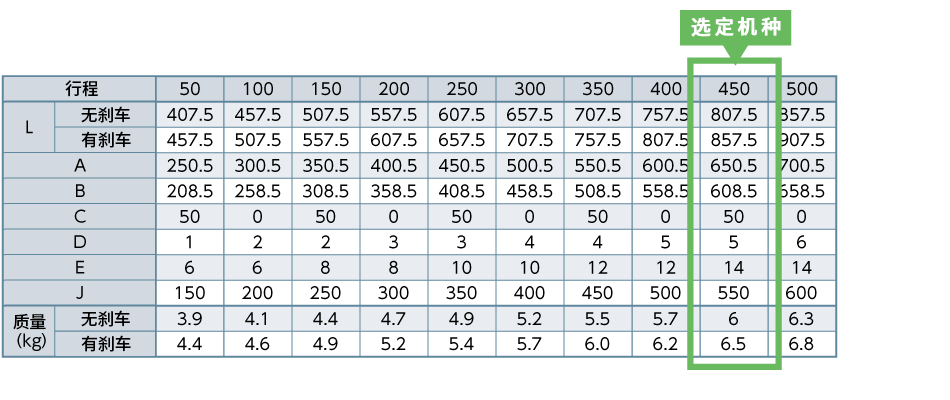 选定机种
行程 50 100 150 200 250 300 350 400 450 500
L 无刹车 407.5 457.5 507.5 557.5 607.5 657.5 707.5 757.5 807.5 857.5
有刹车 457.5 507.5 557.5 607.5 657.5 707.5 757.5 807.5 857.5 907.5
A 250.5 300.5 350.5 400.5 450.5 500.5 550.5 600.5 650.5 700.5
B 208.5 258.5 308.5 358.5 408.5 458.5 508.5 558.5 608.5 658.5
C 50 0 50 0 50 0 50 0 50 0
D 1 2 2 3 3 4 4 5 5 6
E 6 6 8 8 10 10 12 12 14 14
J 150 200 250 300 350 400 450 500 550 600
质量 无刹车 3.9 4.1 4.4 4.7 4.9 5.2 5.5 5.7 6 6.3
(kg) 有刹车 4.4 4.6 4.9 5.2 5.4 5.7 6.0 6.2 6.5 6.8